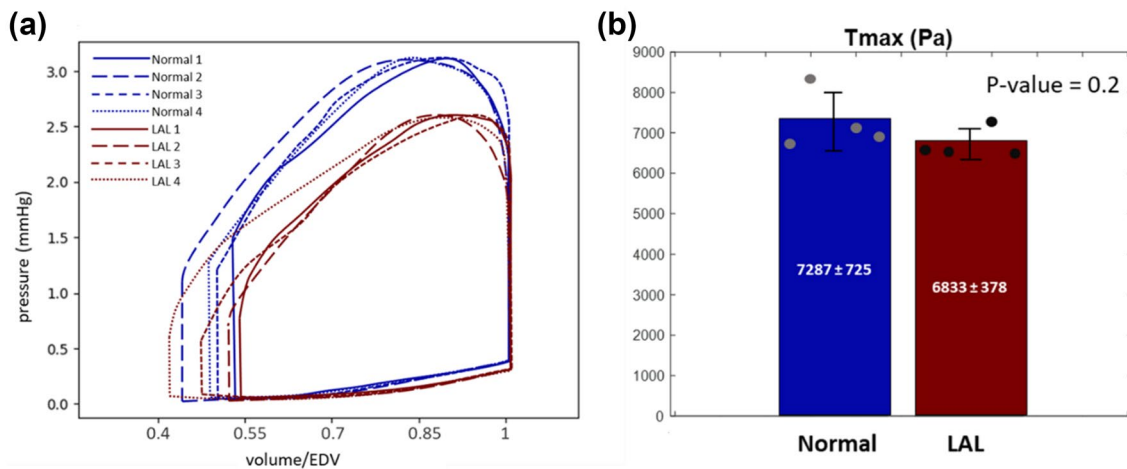 (a)
Normal 1
Normal 2
Normal 3
Normal 4
LAL 1
LAL 2
LAL 3
LAL 4
3.0
2.5
2.0
1.5
1.0
0.5
0.0
pressure (mmHg)
0.4
0.55
0.7
0.85
1
volume/EDV
(b)
Tmax (Pa)
P-value = 0.2
9000
8000
7000
6000
5000
4000
3000
2000
1000
0
7287 ± 725
6833 ± 378
Normal
LAL